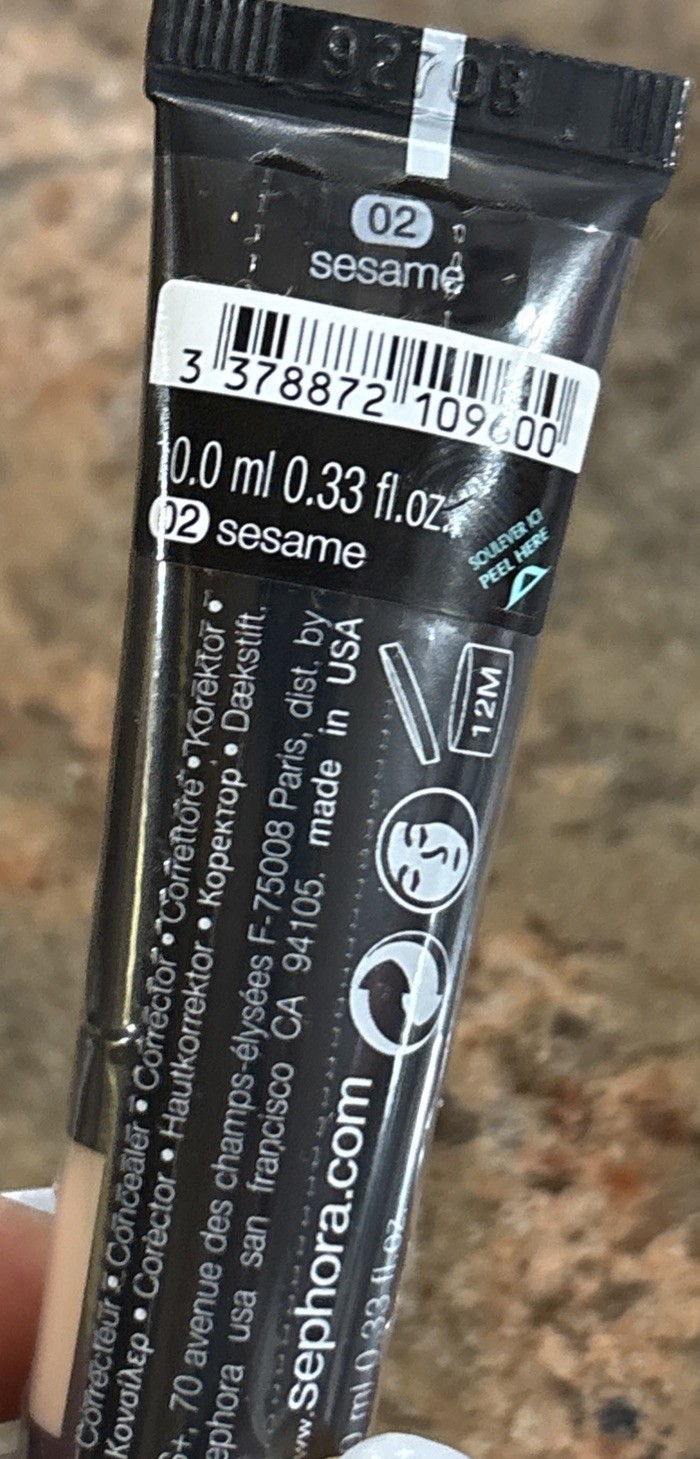 92703
02
sesame
3 378872 109600
0.0 ml 0.33 fl.oz.
02 sesame
SOULEVER ICI
PEEL HERE
12M
Correcteur • Concealer • Corrector • Correttore • Korektor •
Κονσίλερ • Corector • Hautkorrektor • Коректор • Dækstift.
70 avenue des champs-élysées F-75008 Paris, dist. by
sephora usa san francisco CA 94105, made in USA
www.sephora.com
ml 0.33 fl.oz.